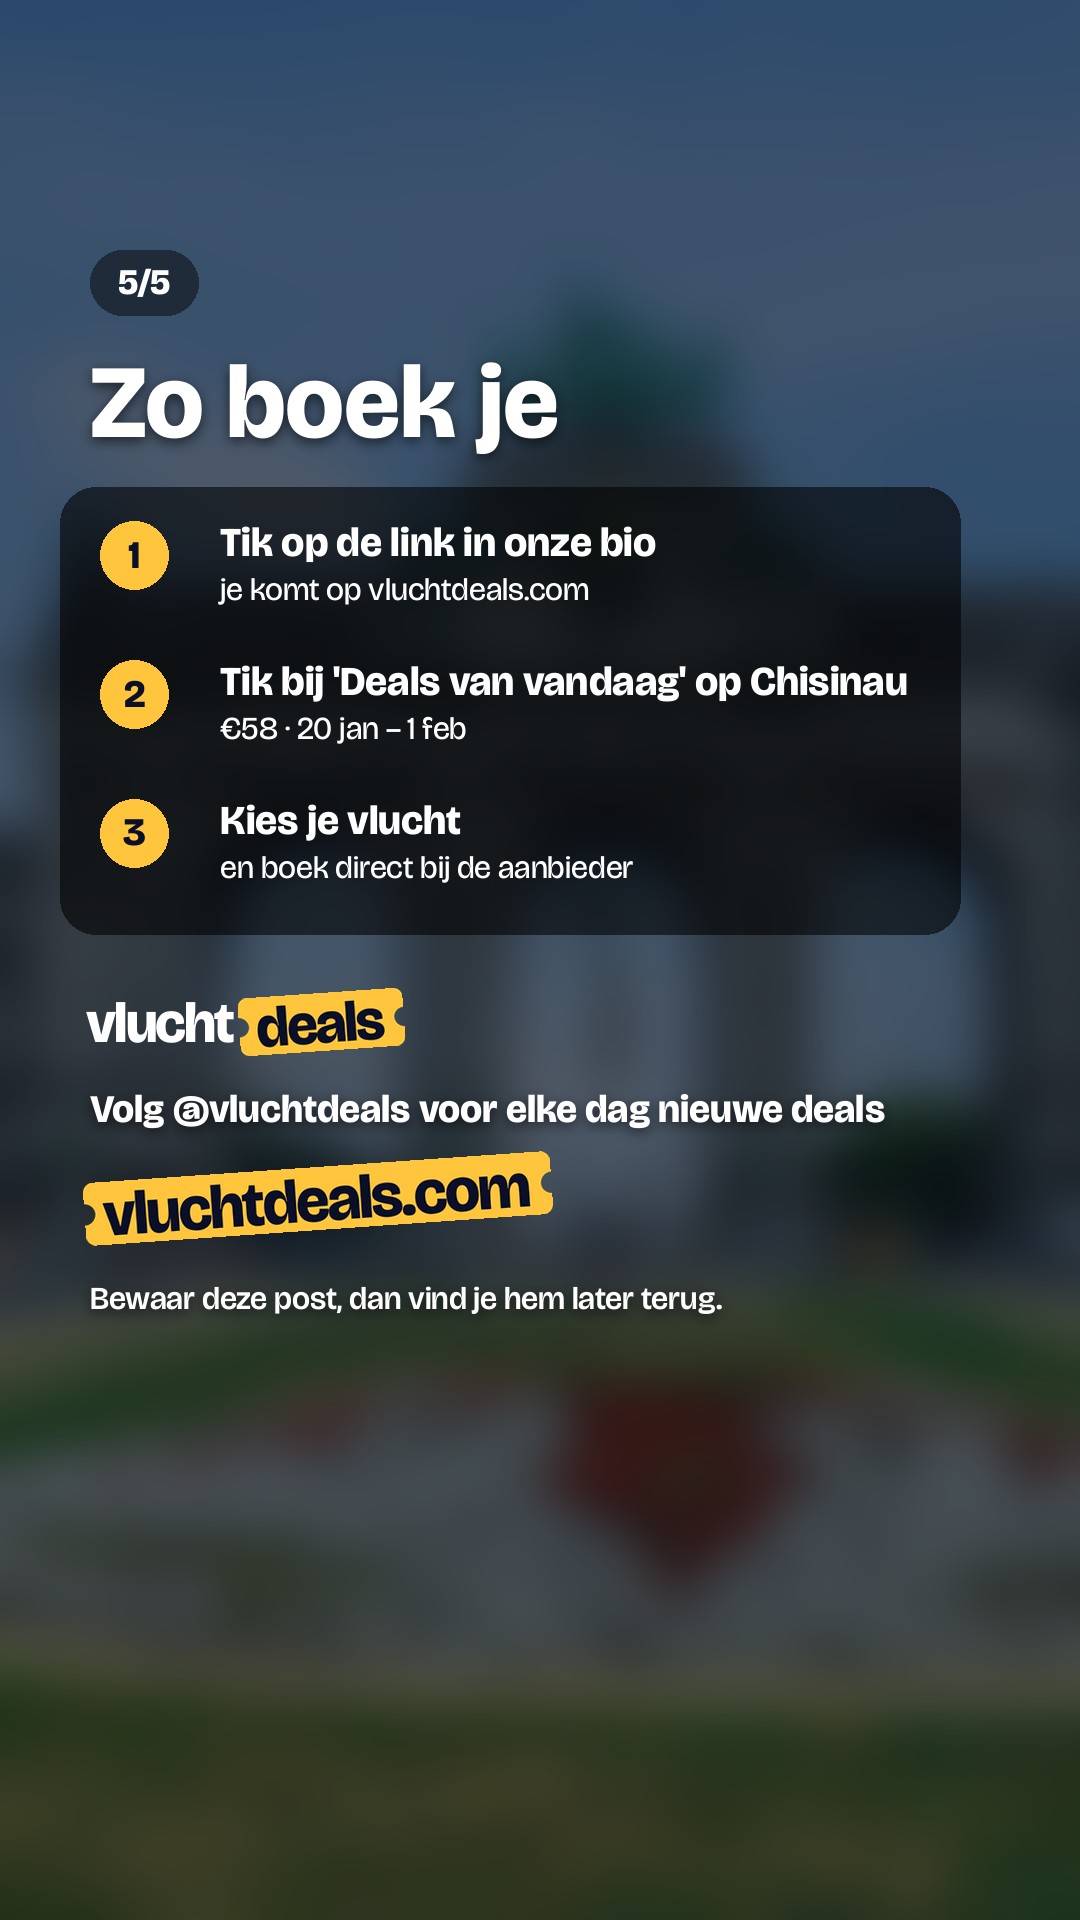 5/5
Zo boek je
1
Tik op de link in onze bio
je komt op vluchtdeals.com
2
Tik bij 'Deals van vandaag' op Chisinau
€58 · 20 jan – 1 feb
3
Kies je vlucht
en boek direct bij de aanbieder
vlucht deals
Volg @vluchtdeals voor elke dag nieuwe deals
vluchtdeals.com
Bewaar deze post, dan vind je hem later terug.